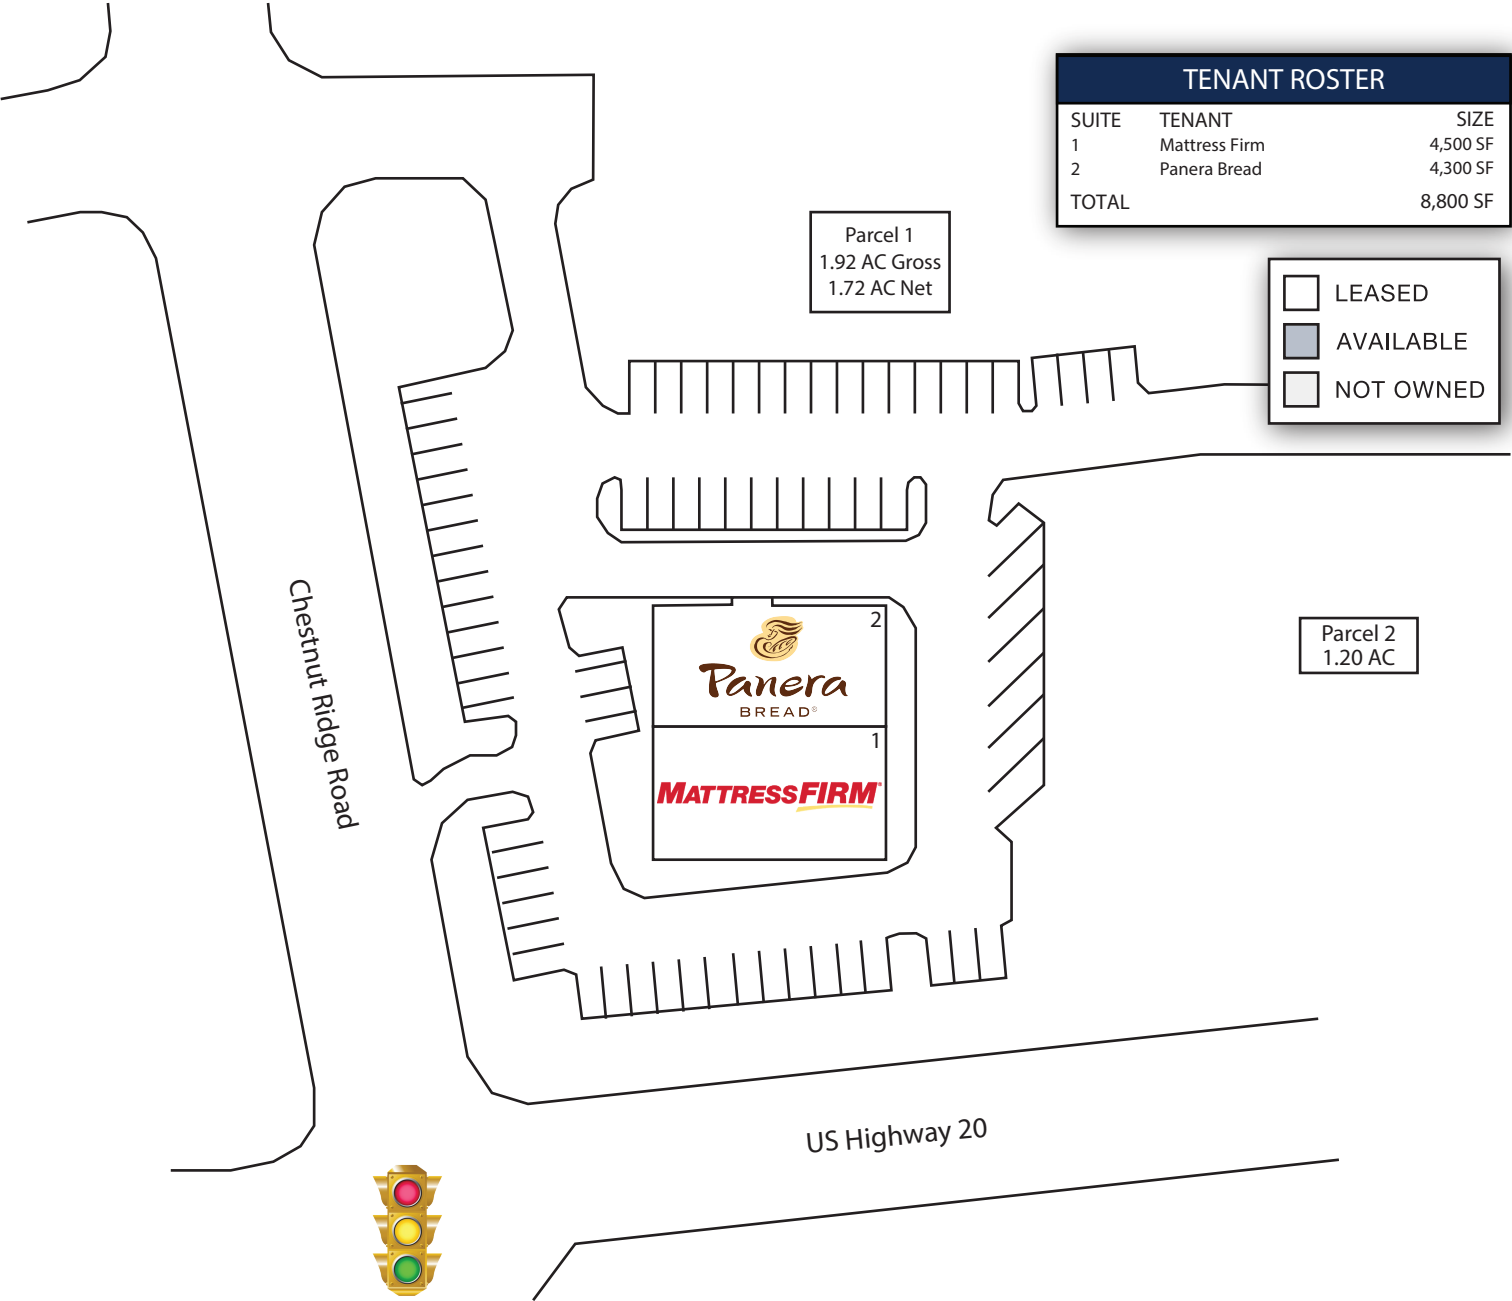 TENANT ROSTER
SUITE TENANT SIZE
1 Mattress Firm 4,500 SF
2 Panera Bread 4,300 SF
TOTAL 8,800 SF
Parcel 1
1.92 AC Gross
1.72 AC Net
LEASED
AVAILABLE
NOT OWNED
2
Panera
BREAD®
1
MATTRESSFIRM®
Parcel 2
1.20 AC
Chestnut Ridge Road
US Highway 20